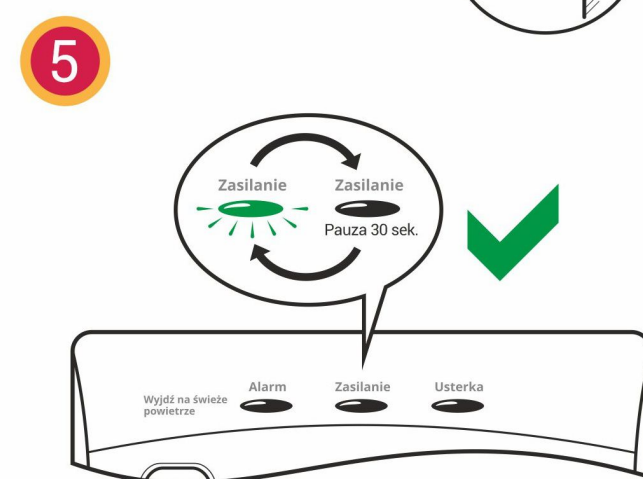 5
Zasilanie Zasilanie
Pauza 30 sek.
Alarm Zasilanie Usterka
Wyjdź na świeże
powietrze